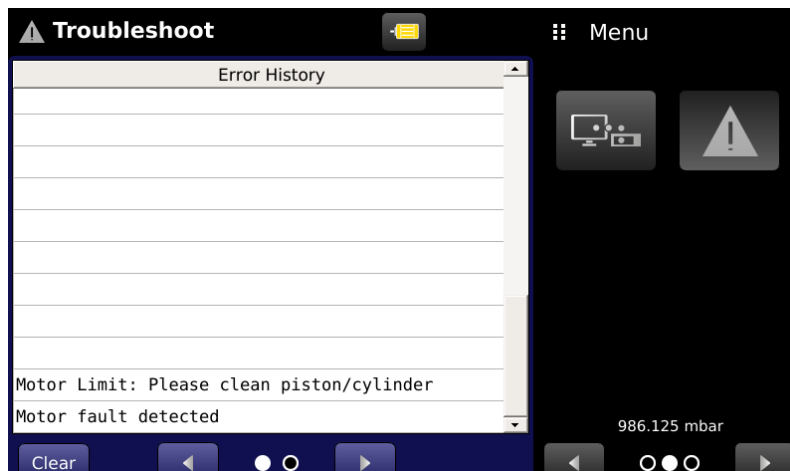 Troubleshoot
Menu
Error History
Motor Limit: Please clean piston/cylinder
Motor fault detected
986.125 mbar
Clear